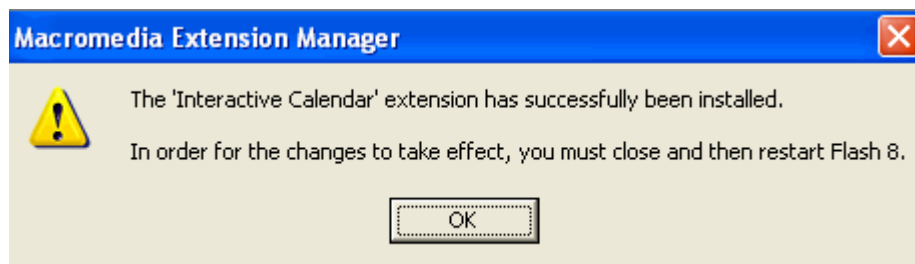 Macromedia Extension Manager
The 'Interactive Calendar' extension has successfully been installed.
In order for the changes to take effect, you must close and then restart Flash 8.
OK